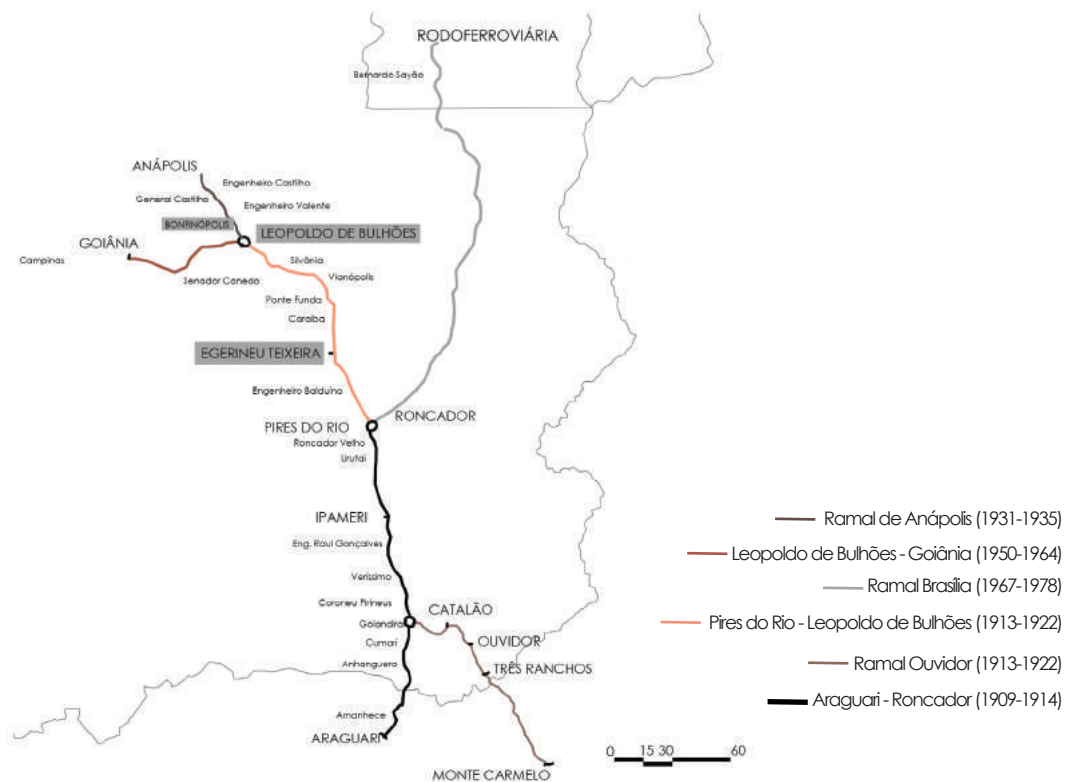 RODOFERROVIÁRIA
Bernardo Sayão
ANÁPOLIS
Engenheiro Castilho
General Castilho
Engenheiro Valente
BONFINÓPOLIS
LEOPOLDO DE BULHÕES
GOIÂNIA
Campinas
Silvânia
Vianópolis
Senador Canedo
Ponte Funda
Caraíba
EGERINEU TEIXEIRA
Engenheiro Balduíno
RONCADOR
PIRES DO RIO
Roncador Velho
Urutaí
IPAMERI
Eng. Raul Gonçalves
Veríssimo
Coroneu Pirineus
CATALÃO
Goiandira
Cumari
OUVIDOR
Anhanguera
TRÊS RANCHOS
Amanhece
ARAGUARI
MONTE CARMELO
Ramal de Anápolis (1931-1935)
Leopoldo de Bulhões - Goiânia (1950-1964)
Ramal Brasília (1967-1978)
Pires do Rio - Leopoldo de Bulhões (1913-1922)
Ramal Ouvidor (1913-1922)
Araguari - Roncador (1909-1914)
0 15 30 60